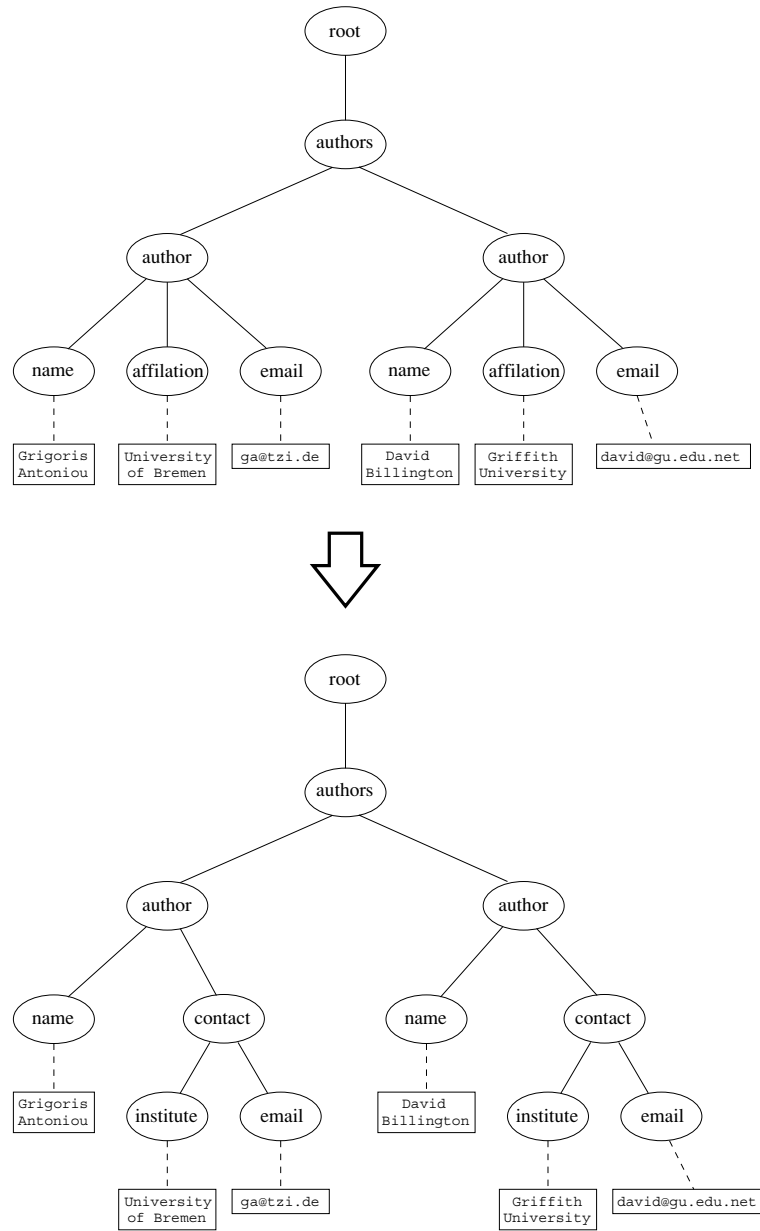 root
authors
author
author
name
affilation
email
name
affilation
email
Grigoris
Antoniou
University
of Bremen
ga@tzi.de
David
Billington
Griffith
University
david@gu.edu.net
root
authors
author
author
name
contact
name
contact
Grigoris
Antoniou
institute
email
David
Billington
institute
email
University
of Bremen
ga@tzi.de
Griffith
University
david@gu.edu.net